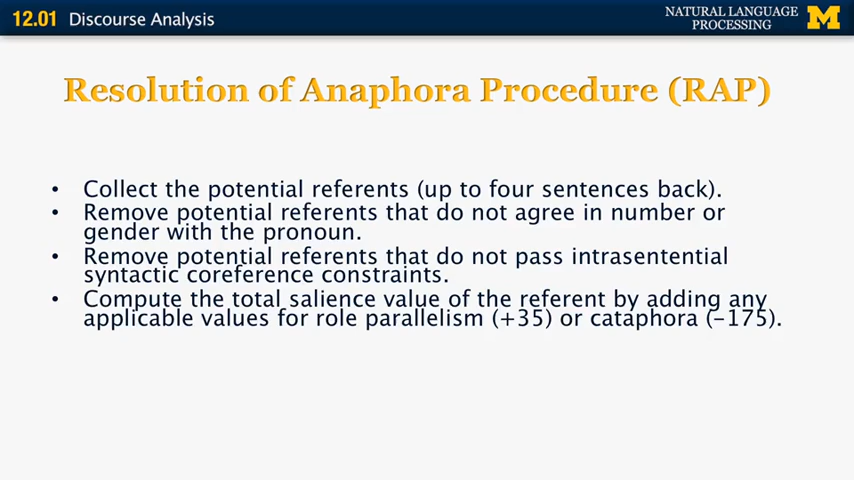 12.01 Discourse Analysis
NATURAL LANGUAGE
PROCESSING
M
Resolution of Anaphora Procedure (RAP)
• Collect the potential referents (up to four sentences back).
• Remove potential referents that do not agree in number or
gender with the pronoun.
• Remove potential referents that do not pass intrasentential
syntactic coreference constraints.
• Compute the total salience value of the referent by adding any
applicable values for role parallelism (+35) or cataphora (-175).